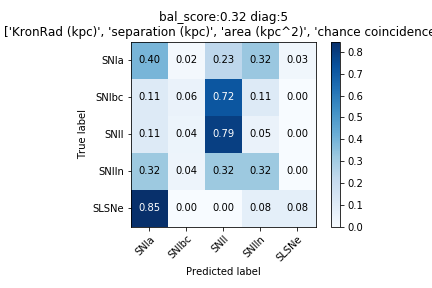 bal_score:0.32 diag:5
['KronRad (kpc)', 'separation (kpc)', 'area (kpc^2)', 'chance coincidence
True label
SNIa 0.40 0.02 0.23 0.32 0.03
SNIbc 0.11 0.06 0.72 0.11 0.00
SNII 0.11 0.04 0.79 0.05 0.00
SNIIn 0.32 0.04 0.32 0.32 0.00
SLSNe 0.85 0.00 0.00 0.08 0.08
SNIa SNIbc SNII SNIIn SLSNe
Predicted label
0.8
0.7
0.6
0.5
0.4
0.3
0.2
0.1
0.0